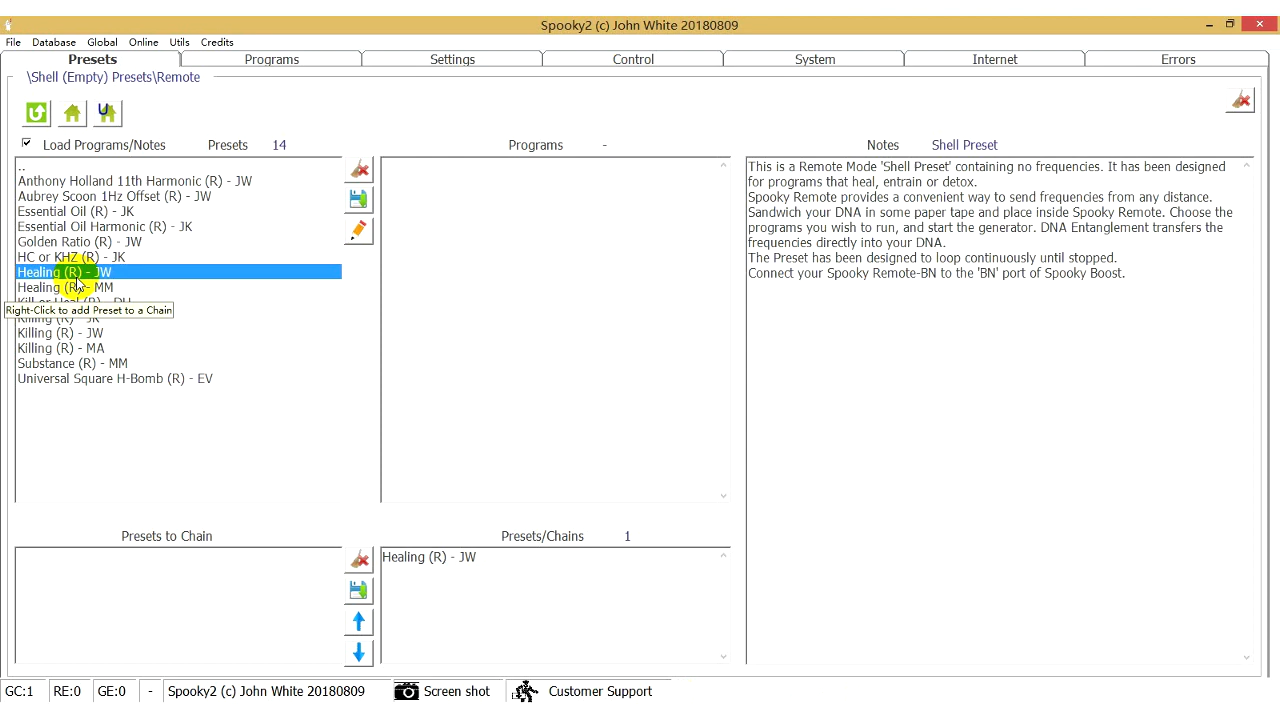 Spooky2 (c) John White 20180809
File Database Global Online Utils Credits
Presets Programs Settings Control System Internet Errors
\Shell (Empty) Presets\Remote
Load Programs/Notes Presets 14 Programs - Notes Shell Preset
..
Anthony Holland 11th Harmonic (R) - JW
Aubrey Scoon 1Hz Offset (R) - JW
Essential Oil (R) - JK
Essential Oil Harmonic (R) - JK
Golden Ratio (R) - JW
HC or KHZ (R) - JK
Healing (R) - JW
Healing (R) - MM
Kill or Heal (R) - DH
Right-Click to add Preset to a Chain
Killing (R) - JK
Killing (R) - JW
Killing (R) - MA
Substance (R) - MM
Universal Square H-Bomb (R) - EV
This is a Remote Mode 'Shell Preset' containing no frequencies. It has been designed
for programs that heal, entrain or detox.
Spooky Remote provides a convenient way to send frequencies from any distance.
Sandwich your DNA in some paper tape and place inside Spooky Remote. Choose the
programs you wish to run, and start the generator. DNA Entanglement transfers the
frequencies directly into your DNA.
The Preset has been designed to loop continuously until stopped.
Connect your Spooky Remote-BN to the 'BN' port of Spooky Boost.
Presets to Chain Presets/Chains 1
Healing (R) - JW
GC:1 RE:0 GE:0 - Spooky2 (c) John White 20180809 Screen shot Customer Support